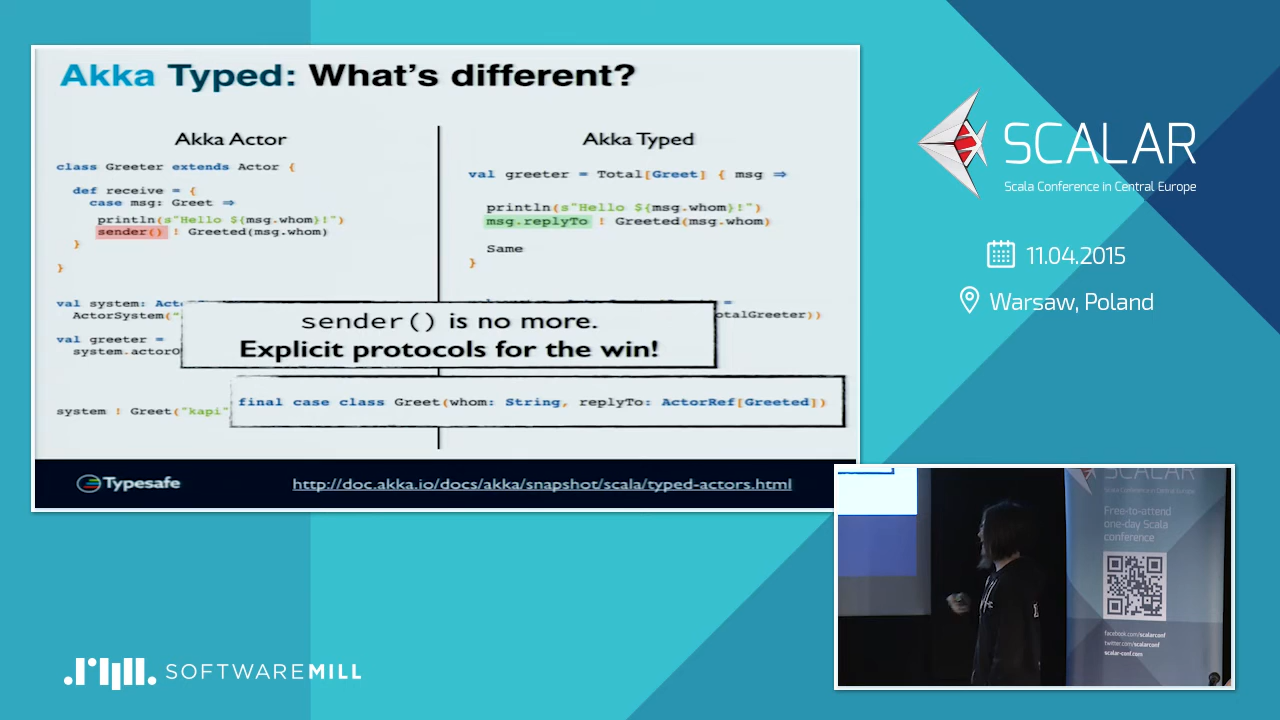 Akka Typed: What's different?
Akka Actor
class Greeter extends Actor {
def receive = {
case msg: Greet ⇒
println(s"Hello ${msg.whom}!")
sender() ! Greeted(msg.whom)
}
}
val system: Act
ActorSystem("
val greeter =
system.actorO
system ! Greet("kapi"
Akka Typed
val greeter = Total[Greet] { msg ⇒
println(s"Hello ${msg.whom}!")
msg.replyTo ! Greeted(msg.whom)
Same
}
=
otalGreeter))
sender() is no more.
Explicit protocols for the win!
final case class Greet(whom: String, replyTo: ActorRef[Greeted])
Typesafe
http://doc.akka.io/docs/akka/snapshot/scala/typed-actors.html
SCALAR
Scala Conference in Central Europe
11.04.2015
Warsaw, Poland
SCALAR
Scala Conference in Central Europe
Free-to-attend
one-day Scala
conference
facebook.com/scalarconf
twitter.com/scalarconf
scalar-conf.com
SOFTWAREMILL